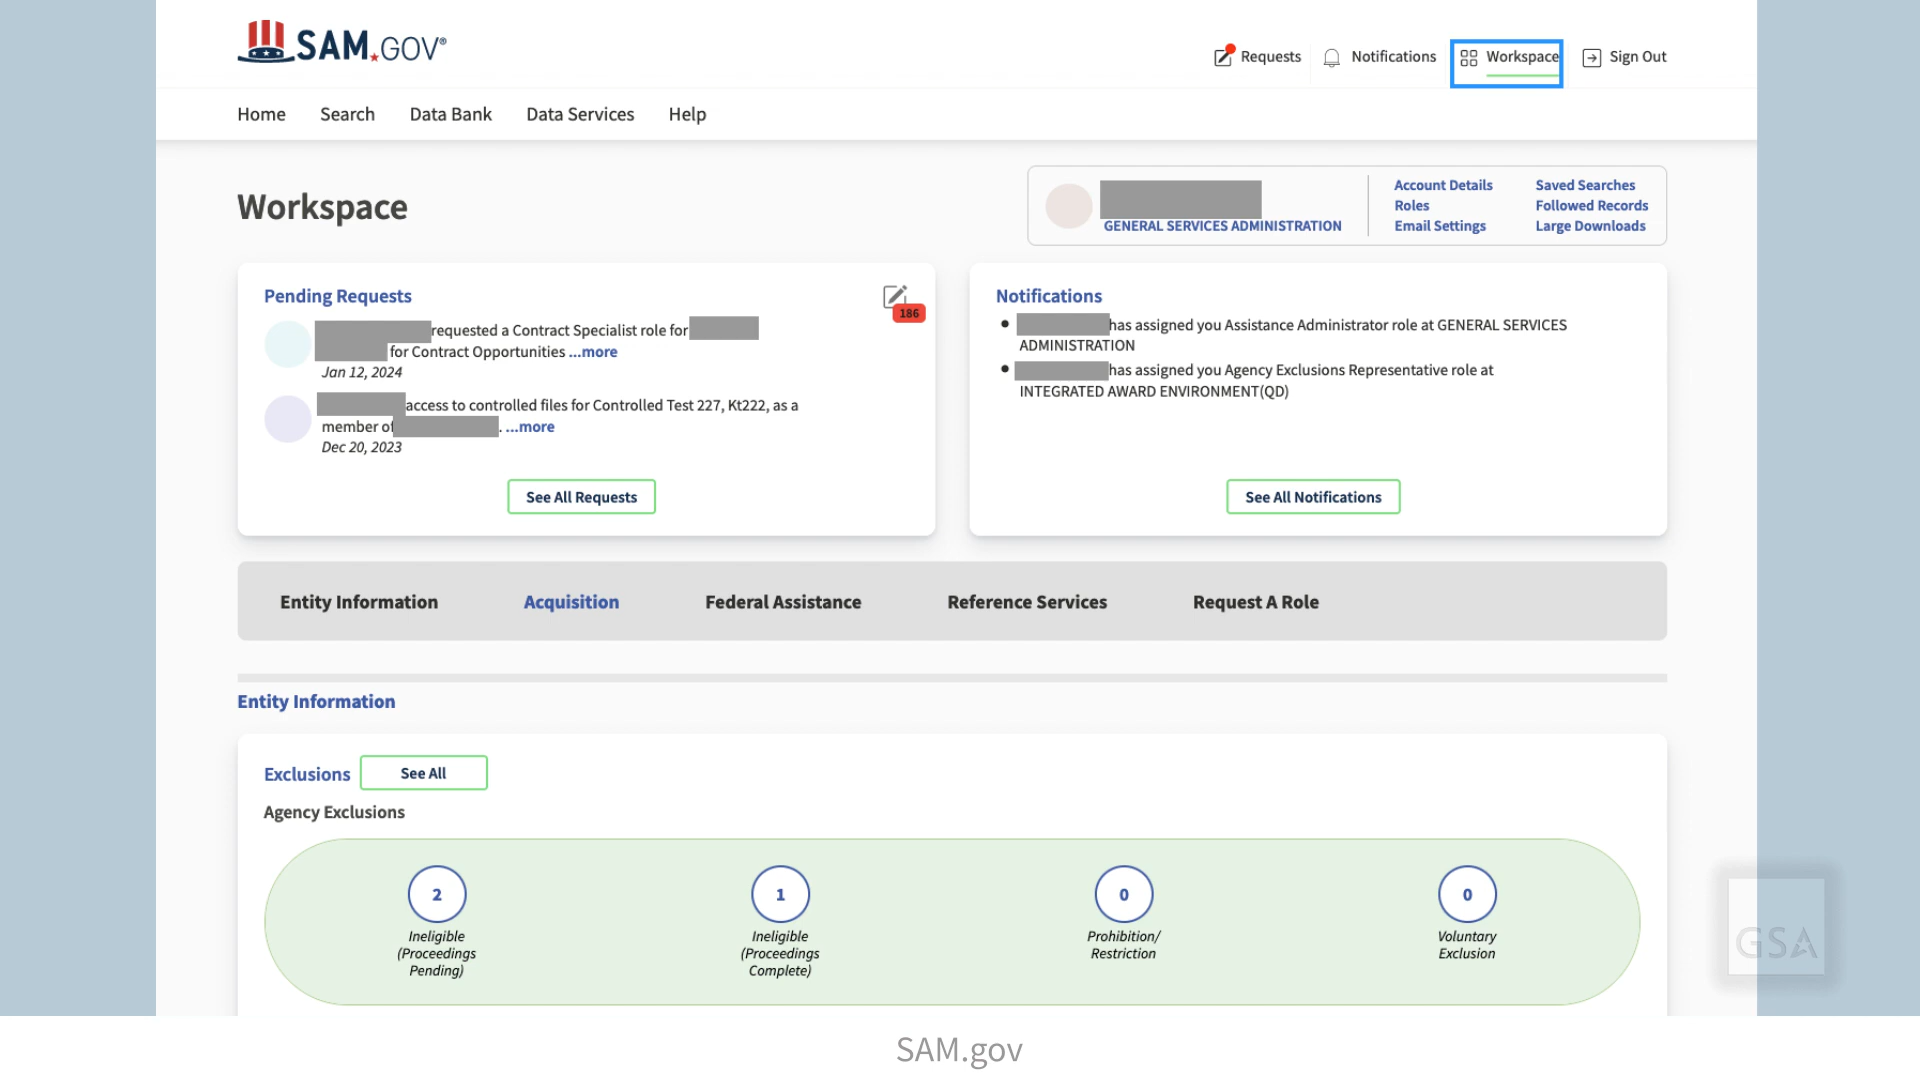 SAM.GOV®
Requests
Notifications
Workspace
Sign Out
Home
Search
Data Bank
Data Services
Help
Workspace
GENERAL SERVICES ADMINISTRATION
Account Details
Roles
Email Settings
Saved Searches
Followed Records
Large Downloads
Pending Requests
186
requested a Contract Specialist role for
for Contract Opportunities ...more
Jan 12, 2024
access to controlled files for Controlled Test 227, Kt222, as a
member of . ...more
Dec 20, 2023
See All Requests
Notifications
has assigned you Assistance Administrator role at GENERAL SERVICES
ADMINISTRATION
has assigned you Agency Exclusions Representative role at
INTEGRATED AWARD ENVIRONMENT(QD)
See All Notifications
Entity Information
Acquisition
Federal Assistance
Reference Services
Request A Role
Entity Information
Exclusions
See All
Agency Exclusions
2
Ineligible
(Proceedings
Pending)
1
Ineligible
(Proceedings
Complete)
0
Prohibition/
Restriction
0
Voluntary
Exclusion
GSA
SAM.gov